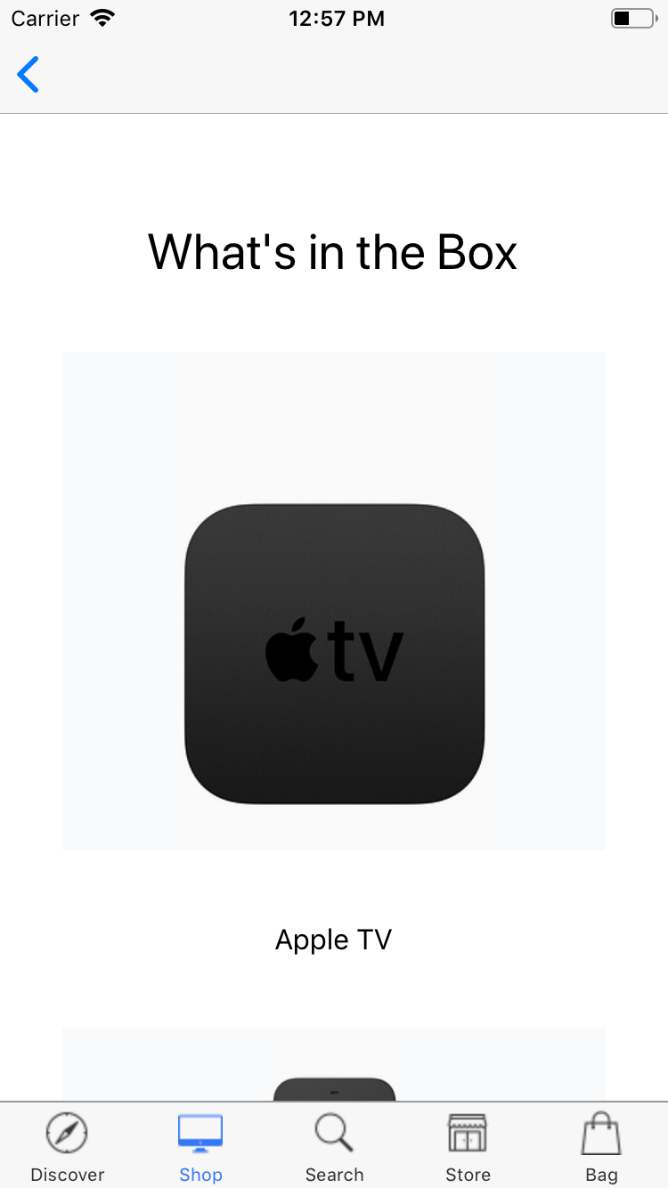 Carrier 12:57 PM
What's in the Box
tv
Apple TV
Discover Shop Search Store Bag